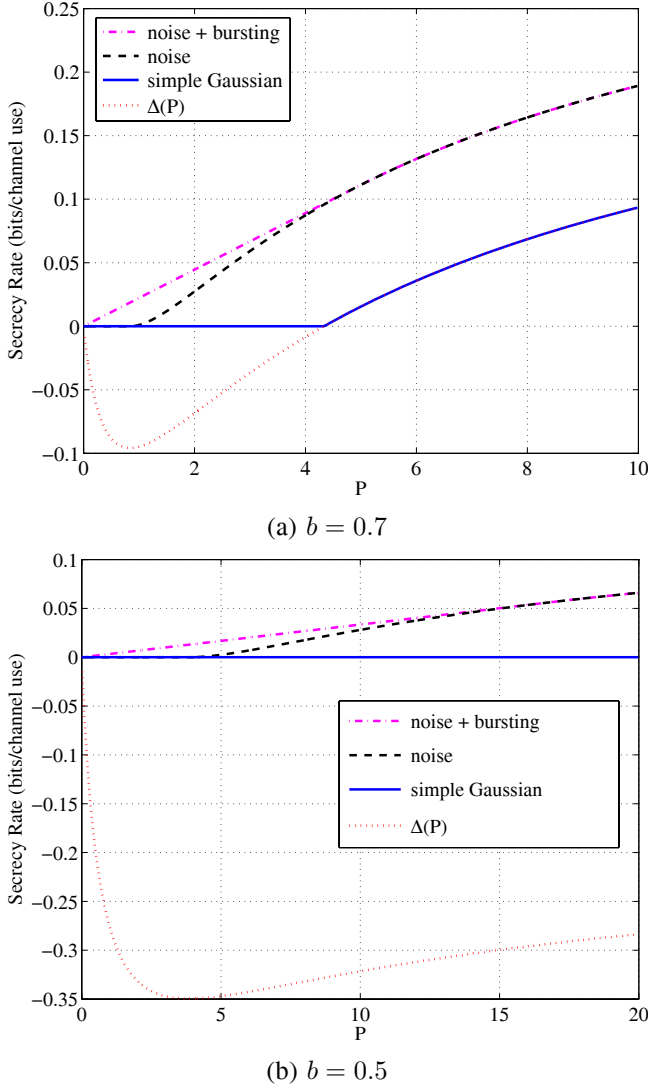 0.25
noise + bursting
noise
simple Gaussian
Δ(P)
0.2
0.15
0.1
0.05
0
−0.05
−0.1
Secrecy Rate (bits/channel use)
0 2 4 6 8 10
P
(a) b = 0.7
0.1
0.05
0
−0.05
−0.1
−0.15
−0.2
−0.25
−0.3
−0.35
Secrecy Rate (bits/channel use)
noise + bursting
noise
simple Gaussian
Δ(P)
0 5 10 15 20
P
(b) b = 0.5